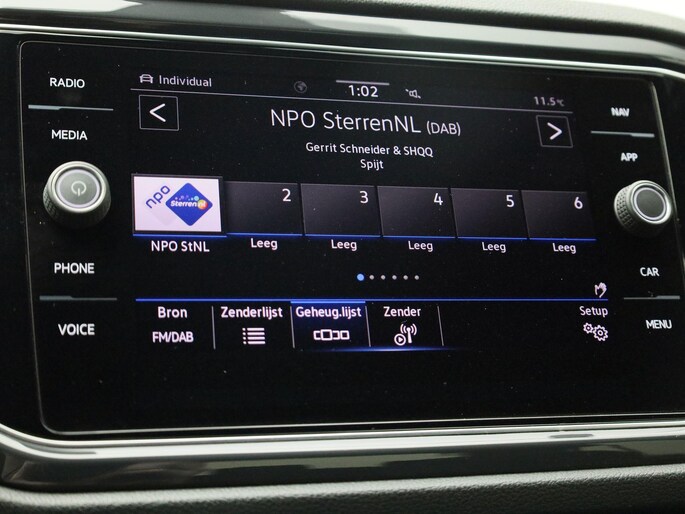 RADIO
MEDIA
PHONE
VOICE
Individual
1:02
11.5°C
<
NPO SterrenNL (DAB)
>
Gerrit Schneider & SHQQ
Spijt
npo
Sterren nl
2
3
4
5
6
NPO StNL
Leeg
Leeg
Leeg
Leeg
Leeg
Bron
FM/DAB
Zenderlijst
Geheug.lijst
Zender
Setup
NAV
APP
CAR
MENU